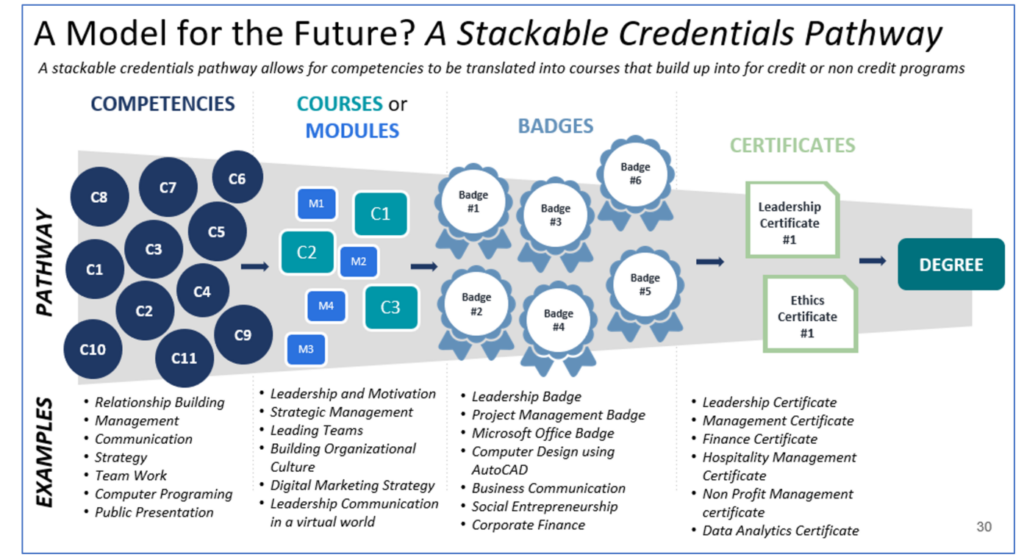 A Model for the Future? A Stackable Credentials Pathway
A stackable credentials pathway allows for competencies to be translated into courses that build up into for credit or non credit programs
COMPETENCIES
COURSES or
MODULES
BADGES
CERTIFICATES
PATHWAY
C8
C7
C6
C5
C3
C1
C4
C2
C9
C10
C11
M1
C1
C2
M2
M4
C3
M3
Badge
#1
Badge
#3
Badge
#6
Badge
#2
Badge
#4
Badge
#5
Leadership
Certificate
#1
Ethics
Certificate
#1
DEGREE
EXAMPLES
• Relationship Building
• Management
• Communication
• Strategy
• Team Work
• Computer Programing
• Public Presentation
• Leadership and Motivation
• Strategic Management
• Leading Teams
• Building Organizational
Culture
• Digital Marketing Strategy
• Leadership Communication
in a virtual world
• Leadership Badge
• Project Management Badge
• Microsoft Office Badge
• Computer Design using
AutoCAD
• Business Communication
• Social Entrepreneurship
• Corporate Finance
• Leadership Certificate
• Management Certificate
• Finance Certificate
• Hospitality Management
Certificate
• Non Profit Management
certificate
• Data Analytics Certificate
30